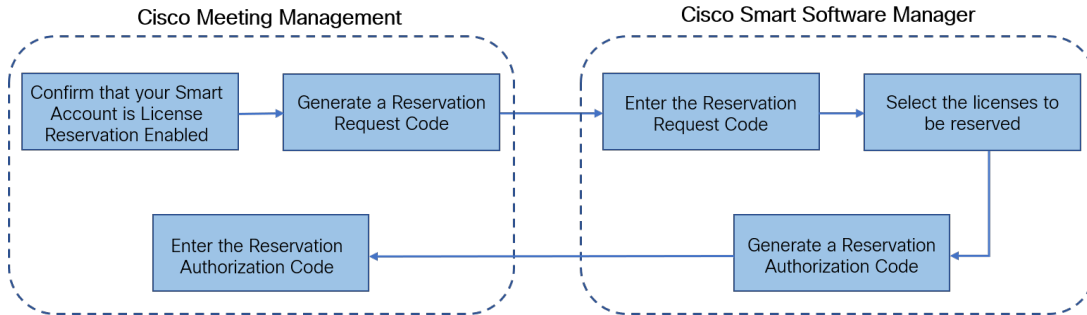 Cisco Meeting Management
Cisco Smart Software Manager
Confirm that your Smart
Account is License
Reservation Enabled
Generate a Reservation
Request Code
Enter the Reservation
Request Code
Select the licenses to
be reserved
Enter the Reservation
Authorization Code
Generate a Reservation
Authorization Code